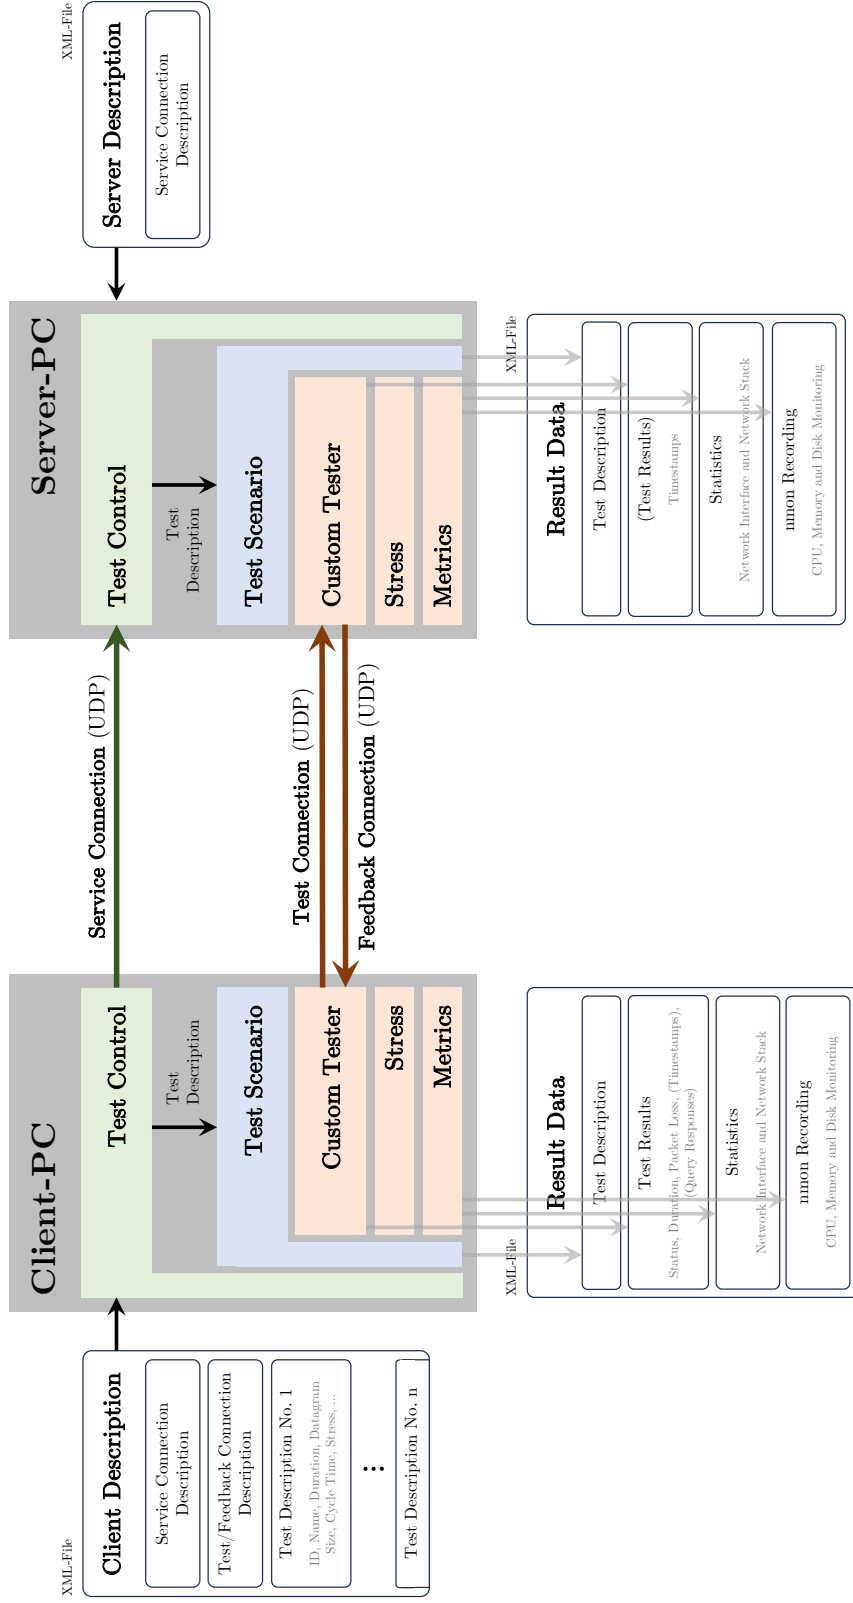 XML-File
Client Description
Service Connection
Description
Test/Feedback Connection
Description
Test Description No. 1
ID, Name, Duration, Datagram
Size, Cycle Time, Stress, ...
Test Description No. n
Client-PC
Test Control
Test
Description
Test Scenario
Custom Tester
Stress
Metrics
XML-File
Result Data
Test Description
Test Results
Status, Duration, Packet Loss, (Timestamps),
(Query Responses)
Statistics
Network Interface and Network Stack
nmon Recording
CPU, Memory and Disk Monitoring
Service Connection (UDP)
Test Connection (UDP)
Feedback Connection (UDP)
Server-PC
Test Control
Test
Description
Test Scenario
Custom Tester
Stress
Metrics
XML-File
Result Data
Test Description
(Test Results)
Timestamps
Statistics
Network Interface and Network Stack
nmon Recording
CPU, Memory and Disk Monitoring
XML-File
Server Description
Service Connection
Description